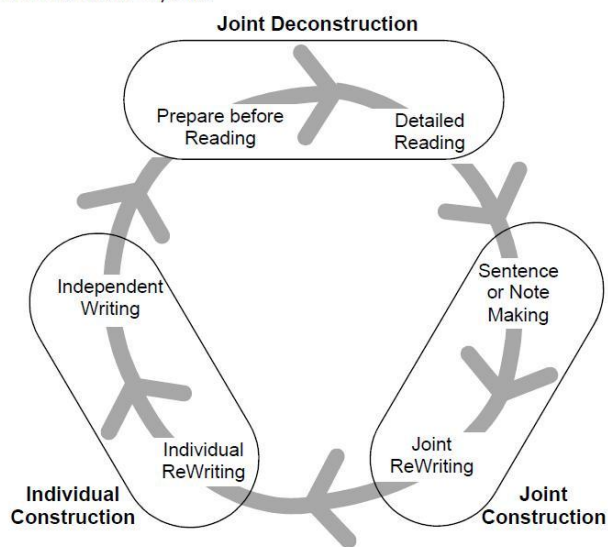 Joint Deconstruction
Prepare before
Reading
Detailed
Reading
Sentence
or Note
Making
Joint
ReWriting
Joint
Construction
Individual
ReWriting
Independent
Writing
Individual
Construction